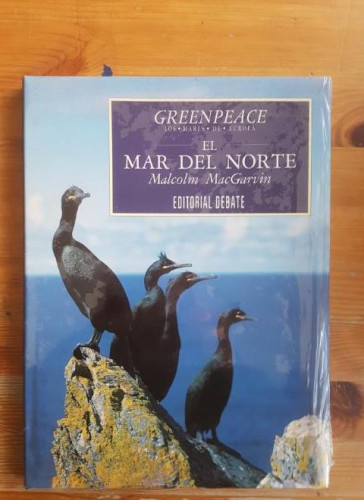 GREENPEACE
LOS • MARES • DE • EUROPA
EL
MAR DEL NORTE
Malcolm MacGarvin
EDITORIAL DEBATE